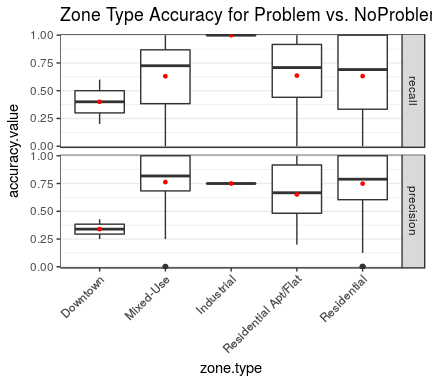 Zone Type Accuracy for Problem vs. NoProblem
accuracy.value
1.00
0.75
0.50
0.25
0.00
recall
1.00
0.75
0.50
0.25
0.00
precision
Downtown
Mixed-Use
Industrial
Residential Apt/Flat
Residential
zone.type